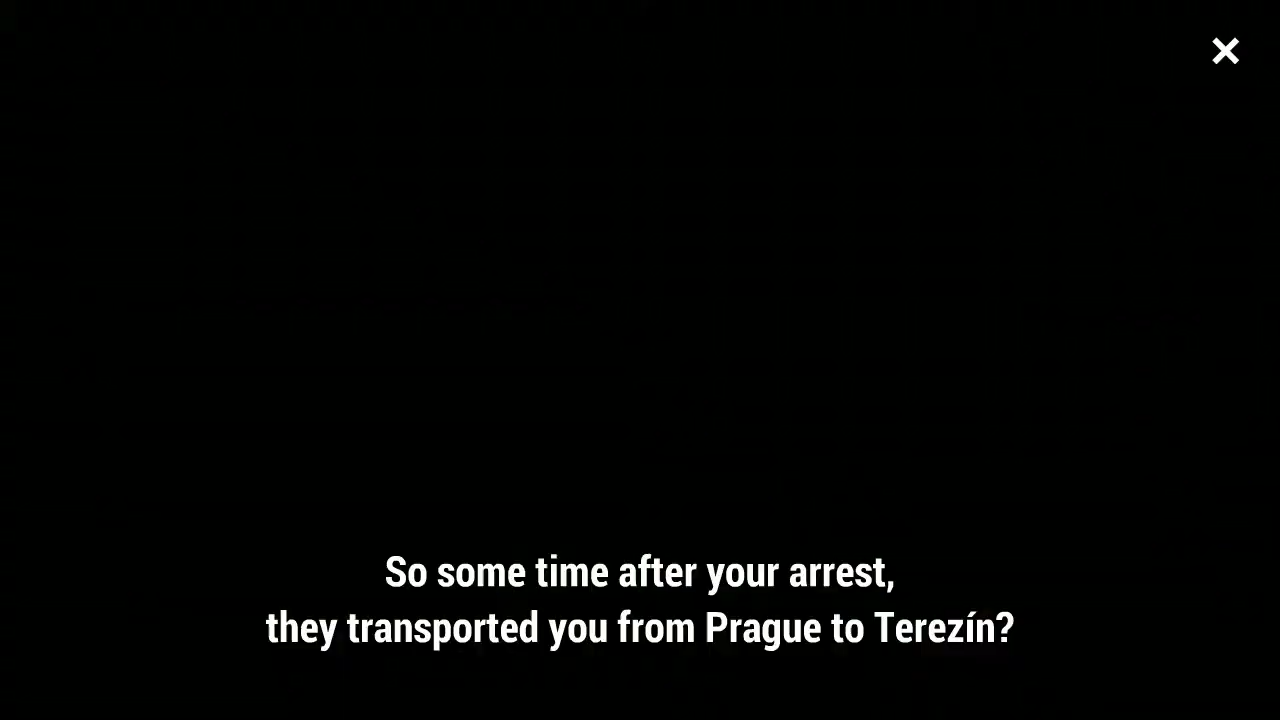 So some time after your arrest,
they transported you from Prague to Terezín?